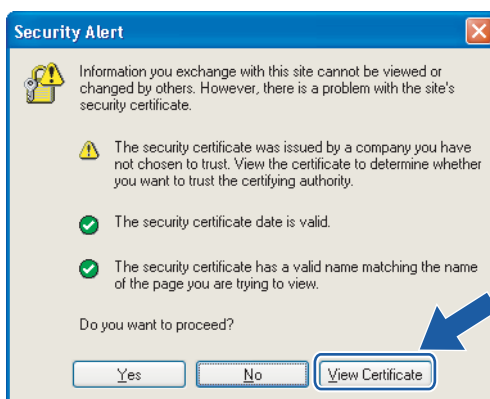 Security Alert
Information you exchange with this site cannot be viewed or
changed by others. However, there is a problem with the site's
security certificate.
The security certificate was issued by a company you have
not chosen to trust. View the certificate to determine whether
you want to trust the certifying authority.
The security certificate date is valid.
The security certificate has a valid name matching the name
of the page you are trying to view.
Do you want to proceed?
Yes No View Certificate